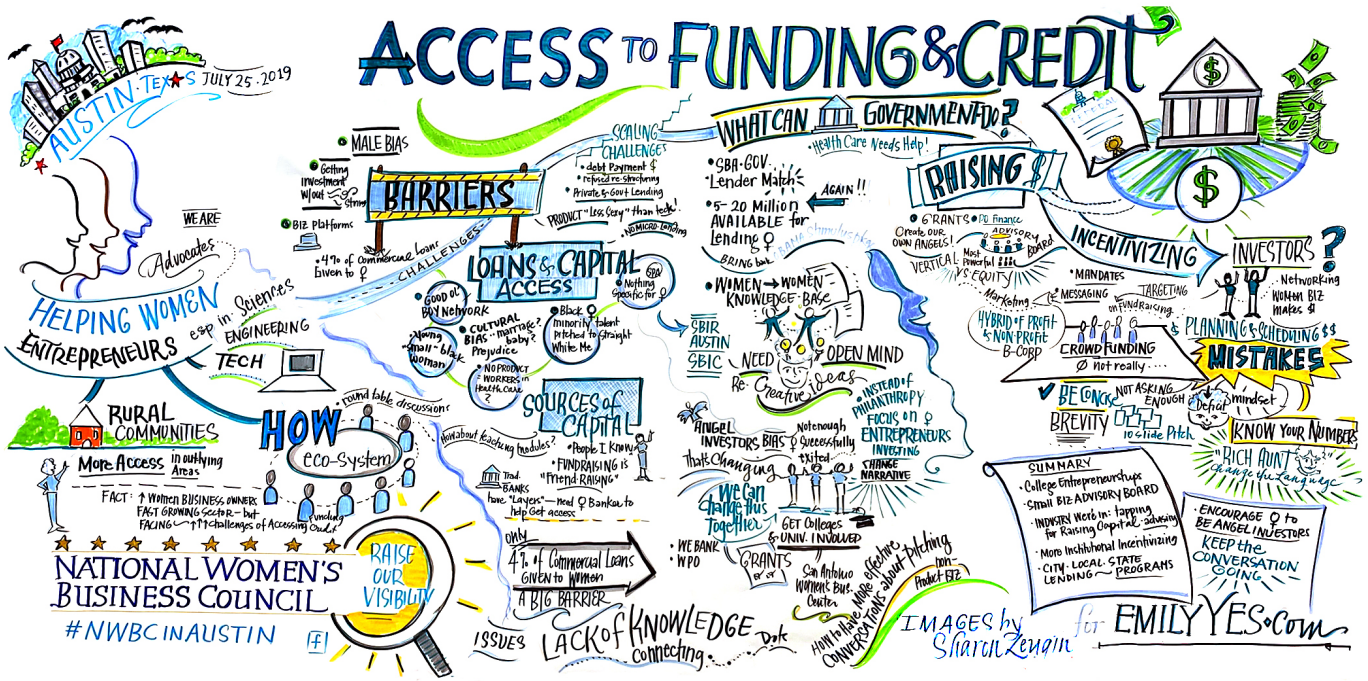 ACCESS TO FUNDING & CREDIT
AUSTIN • TEXAS JULY 25 • 2019
WE ARE
Advocates
HELPING WOMEN
ENTREPRENEURS
esp in Sciences
ENGINEERING
TECH
RURAL
COMMUNITIES
More Access in outlying
Areas
FACT: ↑ Women BUSINESS OWNERS
FAST GROWING SECTOR - but
FACING ↑↑↑ challenges of Accessing
Credit
NATIONAL WOMEN'S
BUSINESS COUNCIL
#NWBCINAUSTIN
f
RAISE
OUR
VISIBILITY
HOW
• round table discussions
eco-System
Funding
• MALE BIAS
• Getting
investment
w/out
Strings
• BIZ Platforms
BARRIERS
CHALLENGES
• 4% of commercial loans
Given to ♀
SCALING
CHALLENGES
• debt Payment $
• refused re-structuring
• Private & Gov't Lending
PRODUCT "Less Sexy" than tech!
• NO MICRO-Lending
LOANS & CAPITAL
ACCESS
SBA
• Nothing
Specific for ♀
• GOOD OL'
BOY Network
• CULTURAL
BIAS - marriage?
baby?
Prejudice
• Black ♀
minority talent
pitched to Straight
White Me
• Young
"small" black
woman
• NO PRODUCT
= WORKERS in
Health Care
?
SOURCES of
CAPITAL
How about teaching modules?
• People I Know
• FUNDRAISING is
"Friend-RAISING"
Trad.
BANKS
have "Layers" - need ♀ Banker to
help Get access
only
4% of Commercial Loans
GIVEN to Women
A BIG BARRIER
ISSUES
LACK of KNOWLEDGE
connecting
Dots
WHAT CAN GOVERNMENT DO?
• Health Care Needs Help!
• SBA-GOV
Lender Match
• 5-20 Million
AVAILABLE for
Lending ♀
AGAIN!!
BRING back
• WOMEN → WOMEN
KNOWLEDGE BASE
SBIR
AUSTIN
SBIC
NEED OPEN MIND
Re-Creative ideas
• INSTEAD of
PHILANTHROPY
FOCUS on ♀
ENTREPRENEURS
INVESTING
CHANGE
NARRATIVE
ANGEL
INVESTORS BIAS
Not enough
♀ Successfully
exited
That's Changing
We can
change this
Together
GET Colleges
& UNIV. INVOLVED
• WE BANK
WPO
GRANTS
for ♀
San Antonio
Women's Bus.
Center
HOW to have More effective
CONVERSATIONS about pitching
non-
Product BIZ
RAISING $
• GRANTS
• DO Finance
Create our
OWN ANGELS!
ADVISORY
BOARD
VERTICAL
Most
Powerful
VS EQUITY
INCENTIVIZING
INVESTORS?
• MANDATES
• MESSAGING
TARGETING
on Fund Raising
Marketing
HYBRID OF PROFIT
& NON-PROFIT
B-CORP
CROWDFUNDING
Ø not really....
• Networking
Women BIZ
makes $
& PLANNING & SCHEDULING $$
MISTAKES
✓ BE CONCISE
BREVITY
NOT ASKING
ENOUGH
10 slide Pitch
Deficit mindset
KNOW YOUR NUMBERS
"RICH AUNT"
Change the Language
SUMMARY
• College Entrepreneurships
• Small BIZ ADVISORY BOARD
• INDUSTRY Werb in: tapping
for Raising Capital - advising
• More Institutional Incentivizing
• CITY • LOCAL • STATE
LENDING PROGRAMS
• ENCOURAGE ♀ to
BE ANGEL INVESTORS
KEEP the
CONVERSATION
GOING
IMAGES by
for EMILYYES.com